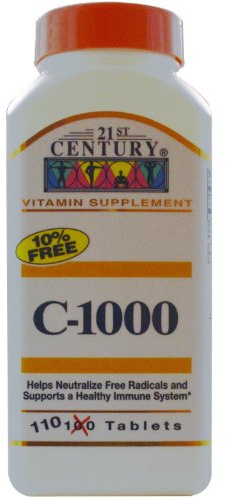 21ST
CENTURY®
VITAMIN SUPPLEMENT
10%
FREE
C-1000
Helps Neutralize Free Radicals and
Supports a Healthy Immune System*
110 100 Tablets